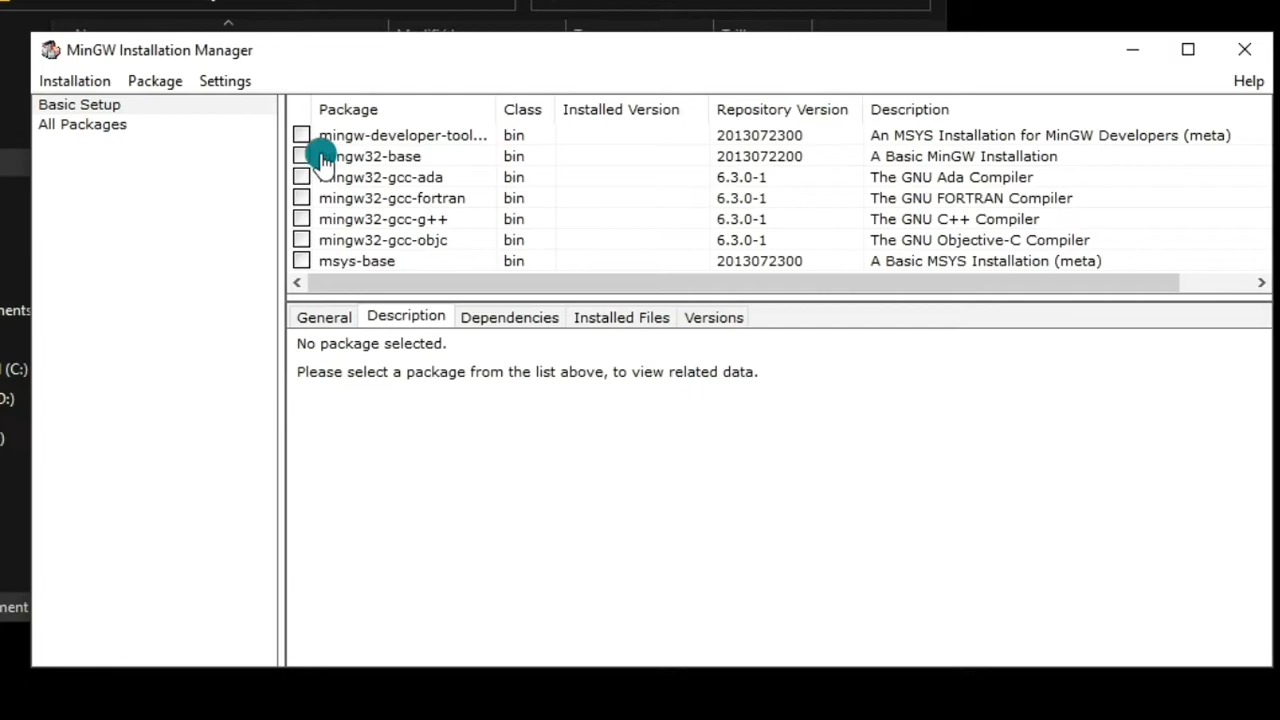 MinGW Installation Manager
Installation Package Settings Help
Basic Setup
All Packages
Package Class Installed Version Repository Version Description
mingw-developer-tool... bin 2013072300 An MSYS Installation for MinGW Developers (meta)
mingw32-base bin 2013072200 A Basic MinGW Installation
mingw32-gcc-ada bin 6.3.0-1 The GNU Ada Compiler
mingw32-gcc-fortran bin 6.3.0-1 The GNU FORTRAN Compiler
mingw32-gcc-g++ bin 6.3.0-1 The GNU C++ Compiler
mingw32-gcc-objc bin 6.3.0-1 The GNU Objective-C Compiler
msys-base bin 2013072300 A Basic MSYS Installation (meta)
General Description Dependencies Installed Files Versions
No package selected.
Please select a package from the list above, to view related data.
ments
(C:)
ment